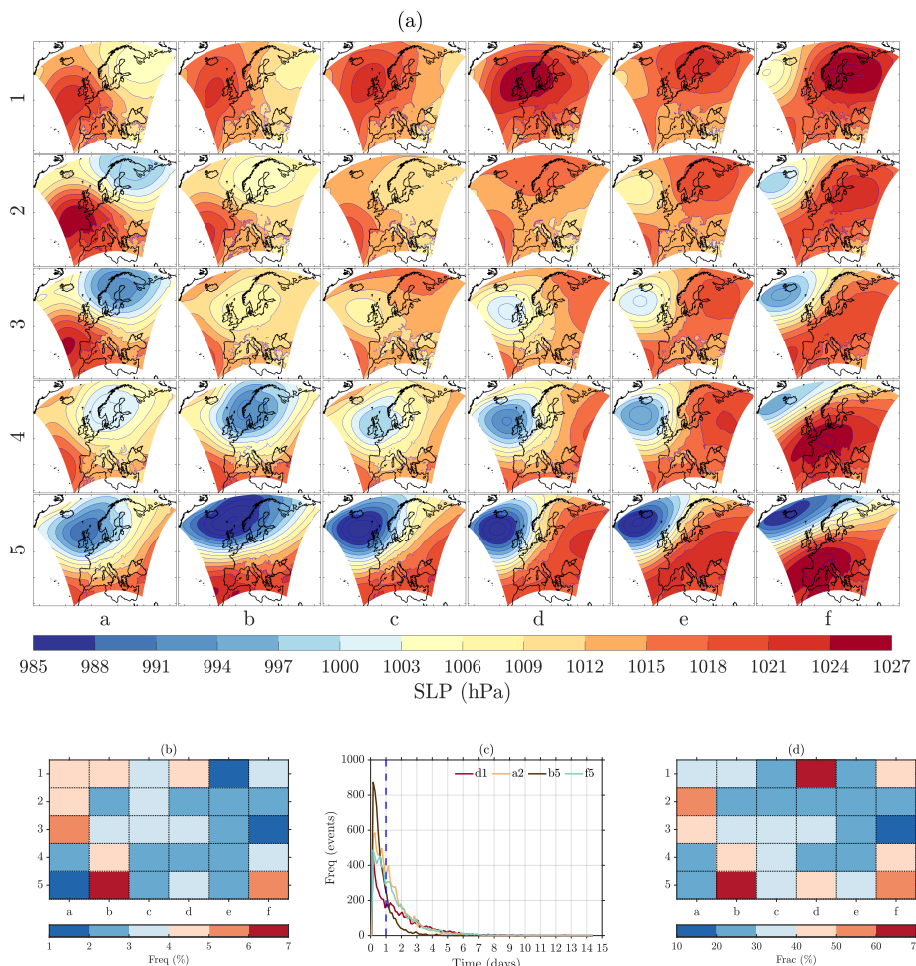 (a)
1
2
3
4
5
a b c d e f
985 988 991 994 997 1000 1003 1006 1009 1012 1015 1018 1021 1024 1027
SLP (hPa)
(b)
1
2
3
4
5
a b c d e f
1 2 3 4 5 6 7
Freq (%)
(c)
d1 a2 b5 f5
1000
800
600
400
200
0
Freq (events)
0 1 2 3 4 5 6 7 8 9 10 11 12 13 14 15
Time (days)
(d)
1
2
3
4
5
a b c d e f
10 20 30 40 50 60 7
Frac (%)